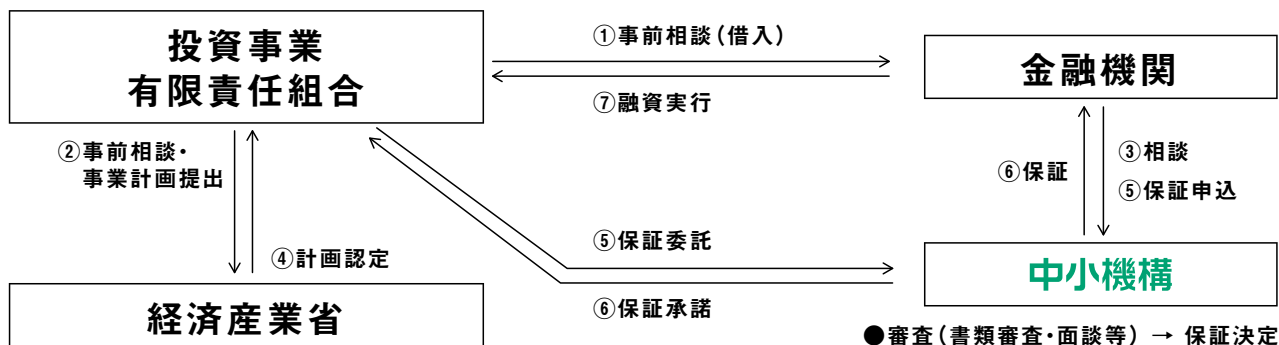 投資事業
有限責任組合
①事前相談（借入）
⑦融資実行
金融機関
②事前相談・
事業計画提出
④計画認定
⑥保証
③相談
⑤保証申込
⑤保証委託
⑥保証承諾
経済産業省
中小機構
●審査（書類審査・面談等） → 保証決定